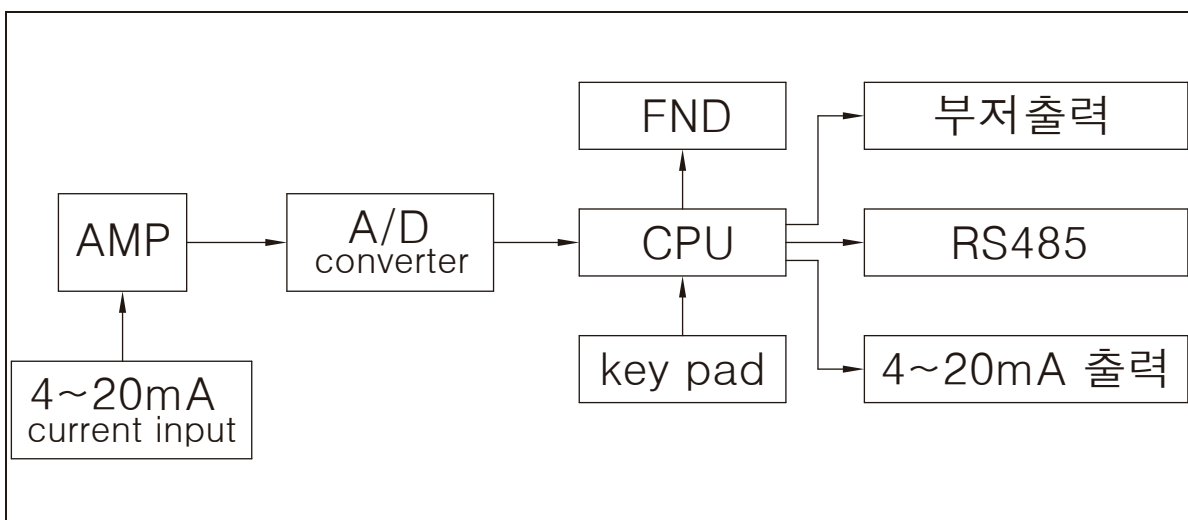 FND
부저출력
AMP
A/D
converter
CPU
RS485
4~20mA
current input
key pad
4~20mA 출력